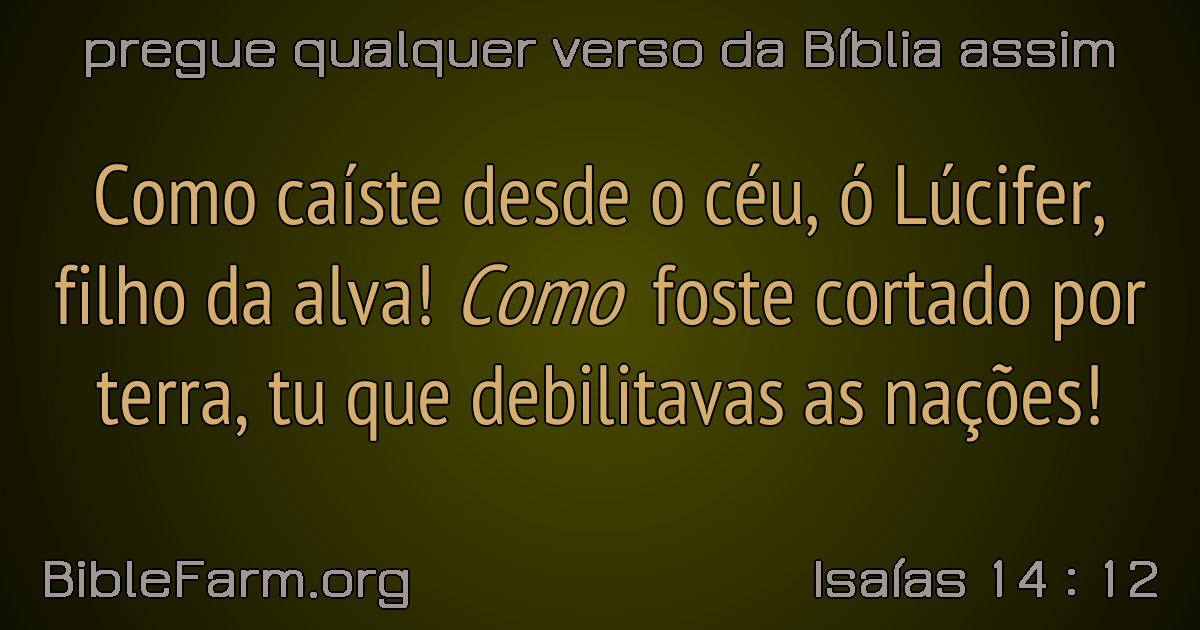 pregue qualquer verso da Bíblia assim
Como caíste desde o céu, ó Lúcifer,
filho da alva! Como foste cortado por
terra, tu que debilitavas as nações!
BibleFarm.org
Isaías 14 : 12